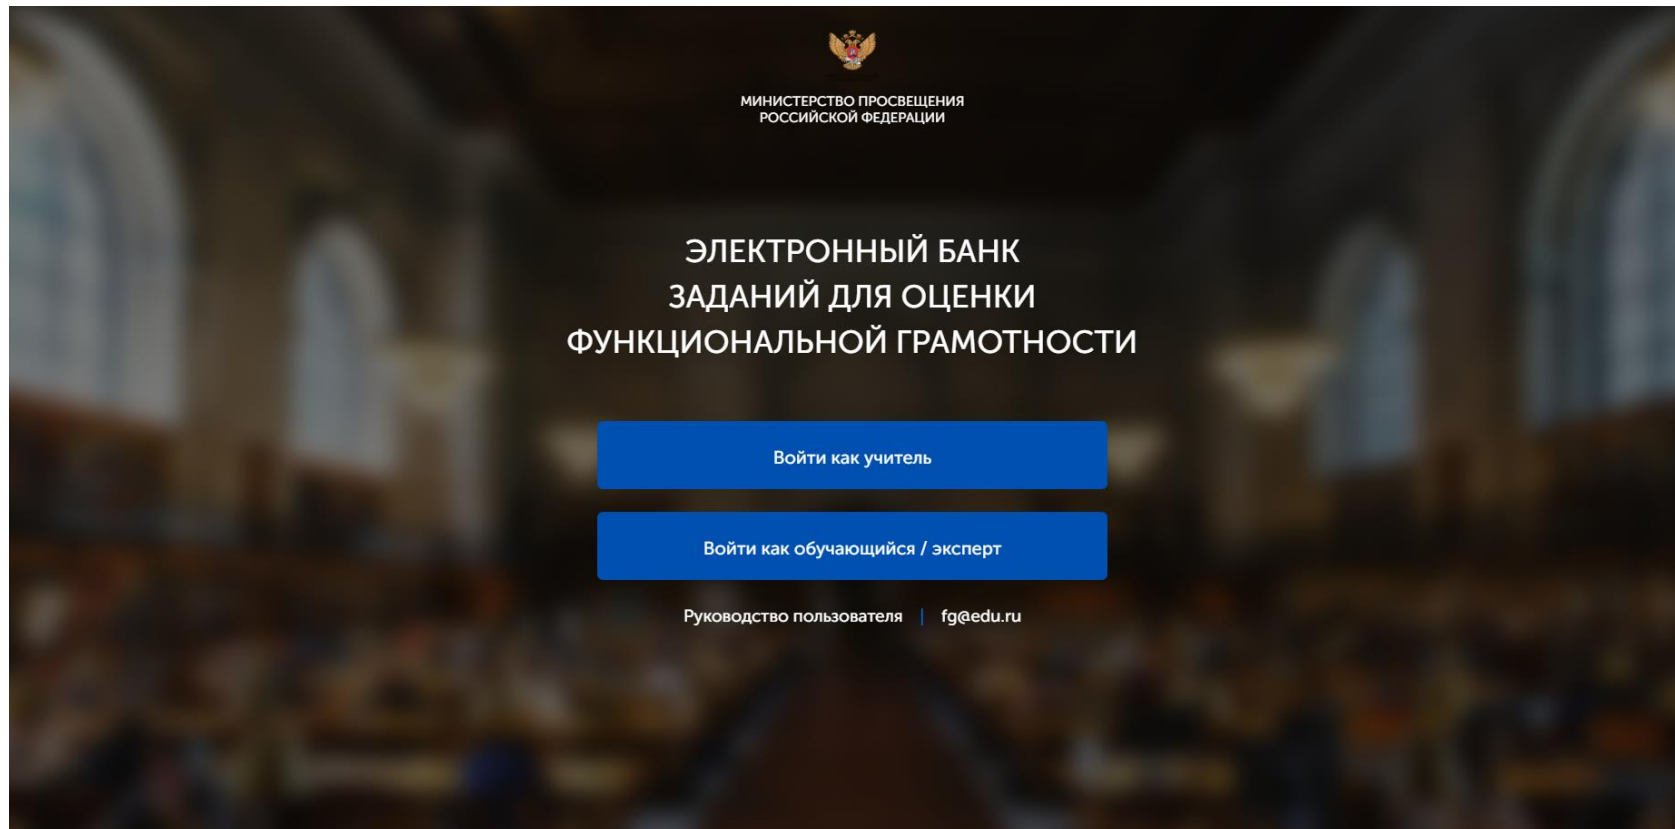 МИНИСТЕРСТВО ПРОСВЕЩЕНИЯ
РОССИЙСКОЙ ФЕДЕРАЦИИ
ЭЛЕКТРОННЫЙ БАНК
ЗАДАНИЙ ДЛЯ ОЦЕНКИ
ФУНКЦИОНАЛЬНОЙ ГРАМОТНОСТИ
Войти как учитель
Войти как обучающийся / эксперт
Руководство пользователя | fg@edu.ru